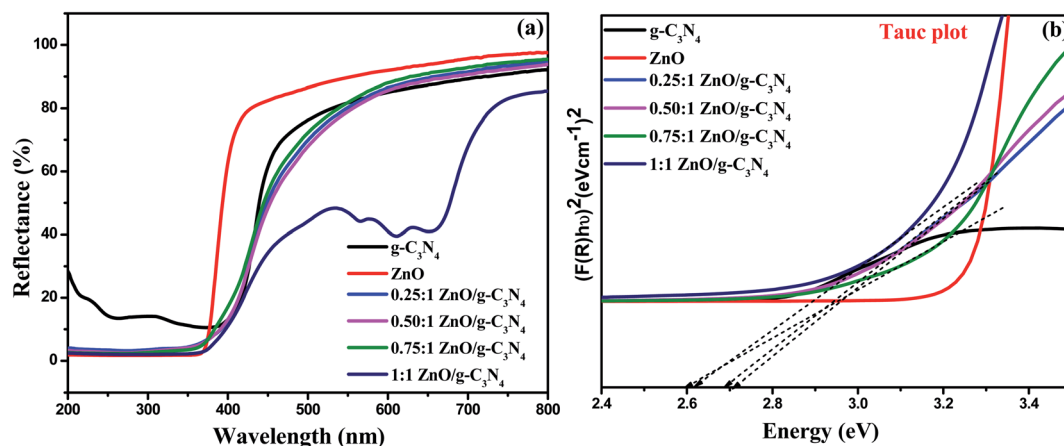 (a)
100
80
60
40
20
0
Reflectance (%)
g-C₃N₄
ZnO
0.25:1 ZnO/g-C₃N₄
0.50:1 ZnO/g-C₃N₄
0.75:1 ZnO/g-C₃N₄
1:1 ZnO/g-C₃N₄
200 300 400 500 600 700 800
Wavelength (nm)
(b)
Tauc plot
g-C₃N₄
ZnO
0.25:1 ZnO/g-C₃N₄
0.50:1 ZnO/g-C₃N₄
0.75:1 ZnO/g-C₃N₄
1:1 ZnO/g-C₃N₄
(F(R)hυ)²(eVcm-1)²
2.4 2.6 2.8 3.0 3.2 3.4
Energy (eV)